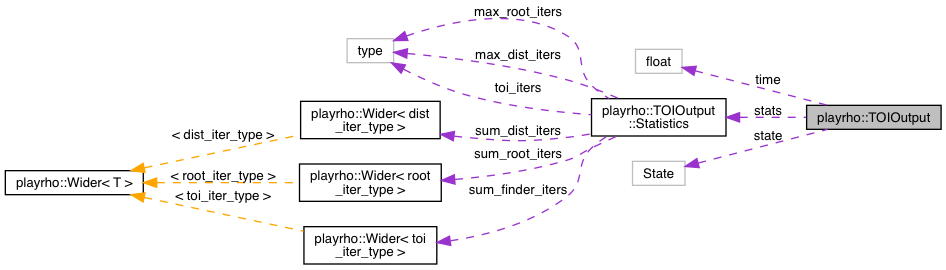 max_root_iters
type
max_dist_iters
toi_iters
float
time
playrho::TOIOutput
::Statistics
stats
playrho::TOIOutput
state
State
playrho::Wider< dist
_iter_type >
sum_dist_iters
< dist_iter_type >
sum_root_iters
playrho::Wider< T >
< root_iter_type >
playrho::Wider< root
_iter_type >
< toi_iter_type >
sum_finder_iters
playrho::Wider< toi
_iter_type >